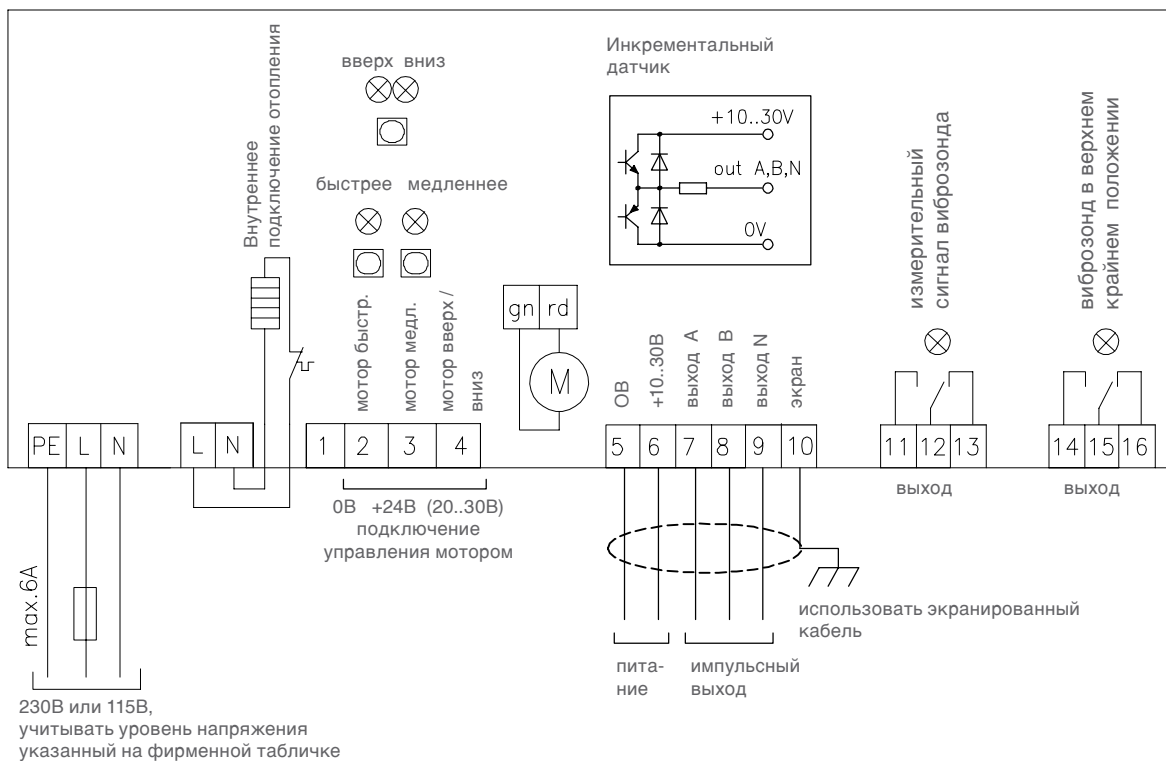 вверх вниз
быстрее медленнее
Внутреннее
подключение отопления
мотор быстр.
мотор медл.
мотор вверх /
вниз
gn rd
M
Инкрементальный
датчик
+10..30V
out A,B,N
0V
измерительный
сигнал виброзонда
виброзонд в верхнем
крайнем положении
0В
+10..30В
выход A
выход B
выход N
экран
PE L N
L N
1 2 3 4
5 6 7 8 9 10
11 12 13
14 15 16
0В +24В (20..30В)
подключение
управления мотором
выход
выход
max.6A
использовать экранированный
кабель
пита-
ние
импульсный
выход
230В или 115В,
учитывать уровень напряжения
указанный на фирменной табличке